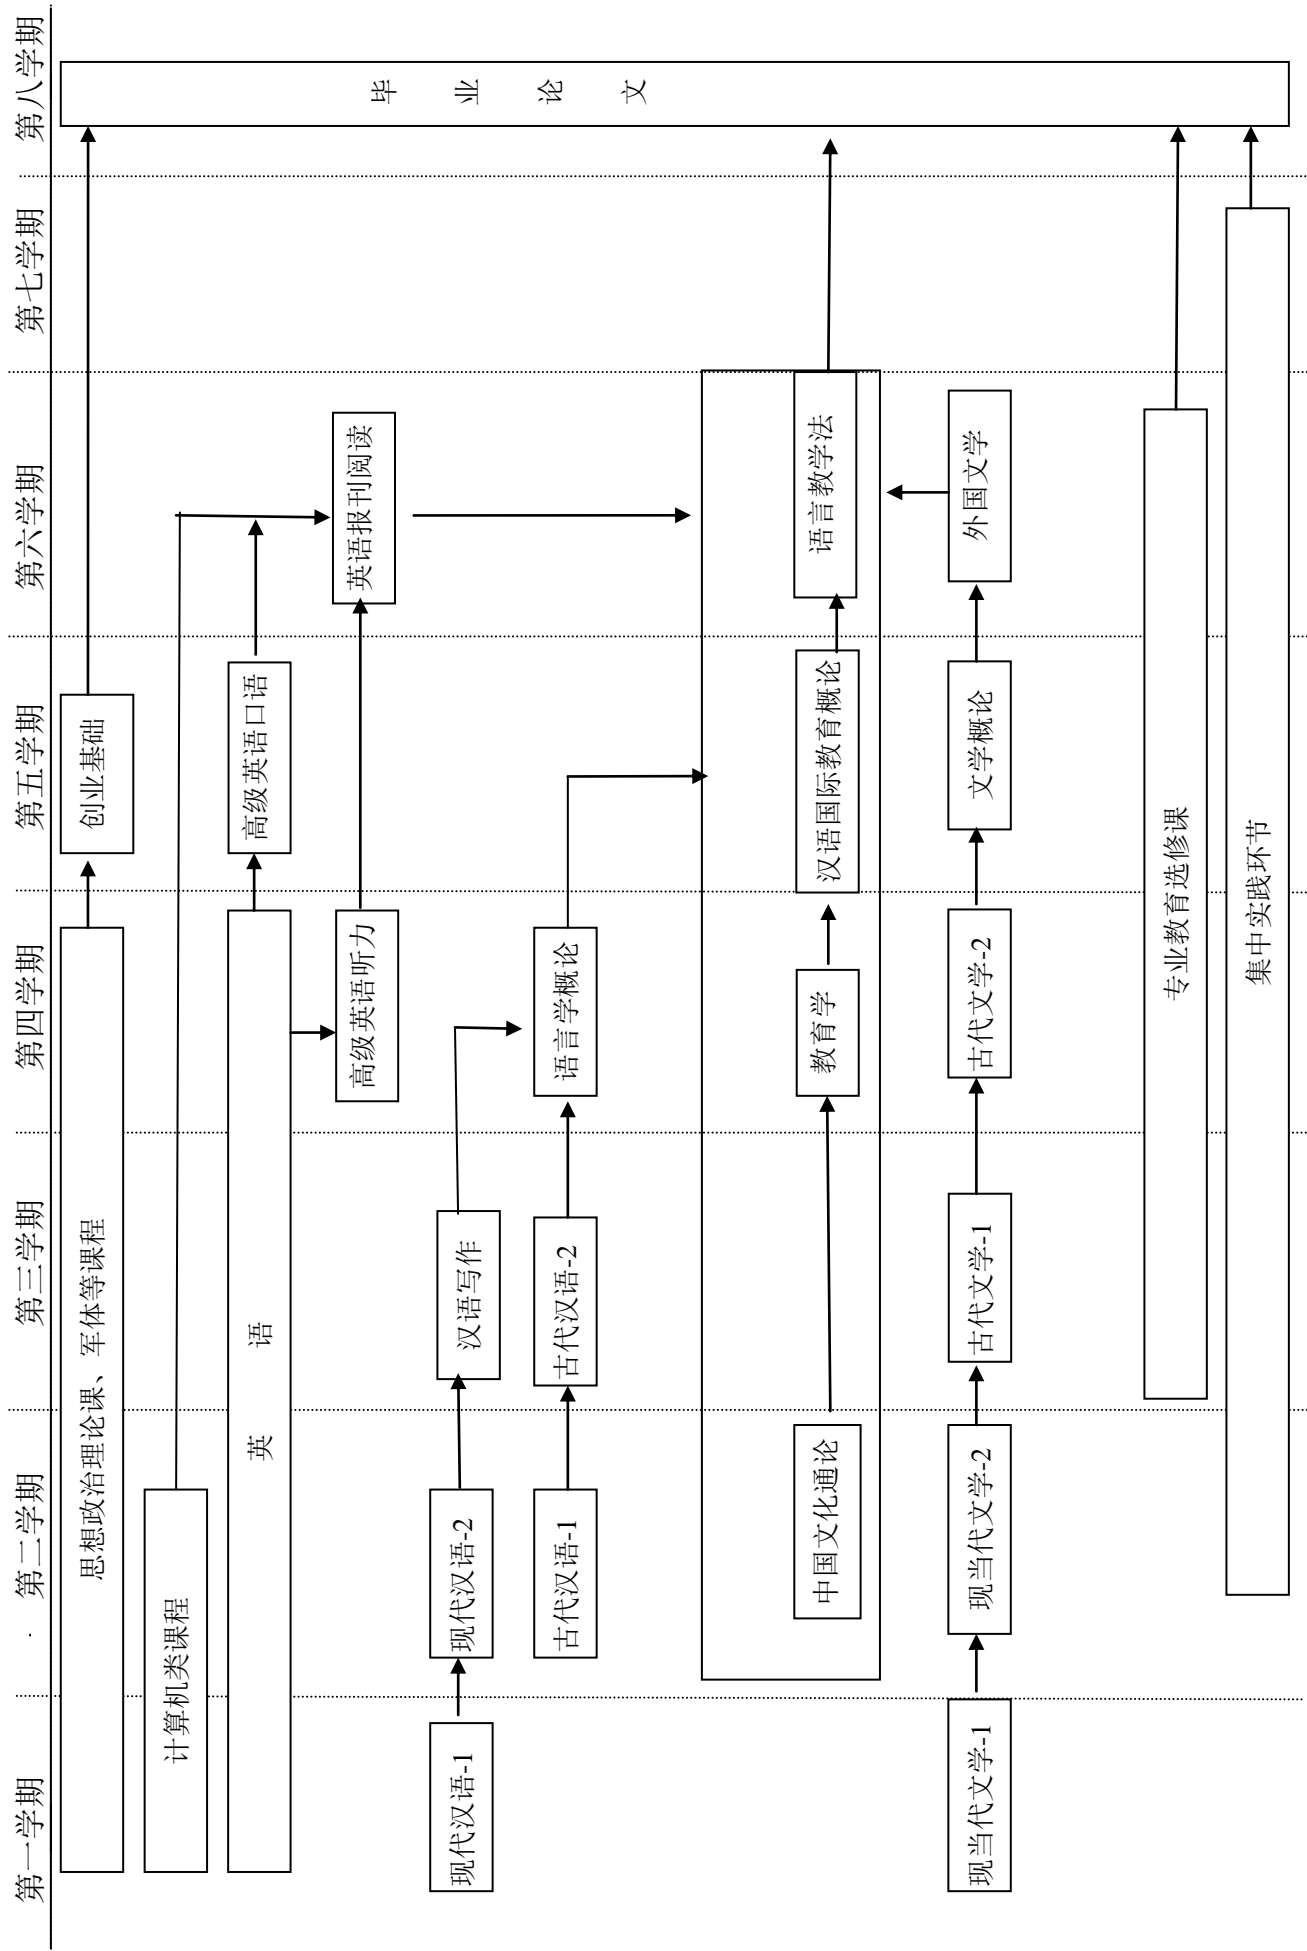 第一学期
第二学期
第三学期
第四学期
第五学期
第六学期
第七学期
第八学期
.
思想政治理论课、军体等课程
创业基础
毕业论文
计算机类课程
英语
高级英语口语
高级英语听力
英语报刊阅读
现代汉语-1
现代汉语-2
汉语写作
古代汉语-1
古代汉语-2
语言学概论
中国文化通论
教育学
汉语国际教育概论
语言教学法
现当代文学-1
现当代文学-2
古代文学-1
古代文学-2
文学概论
外国文学
专业教育选修课
集中实践环节